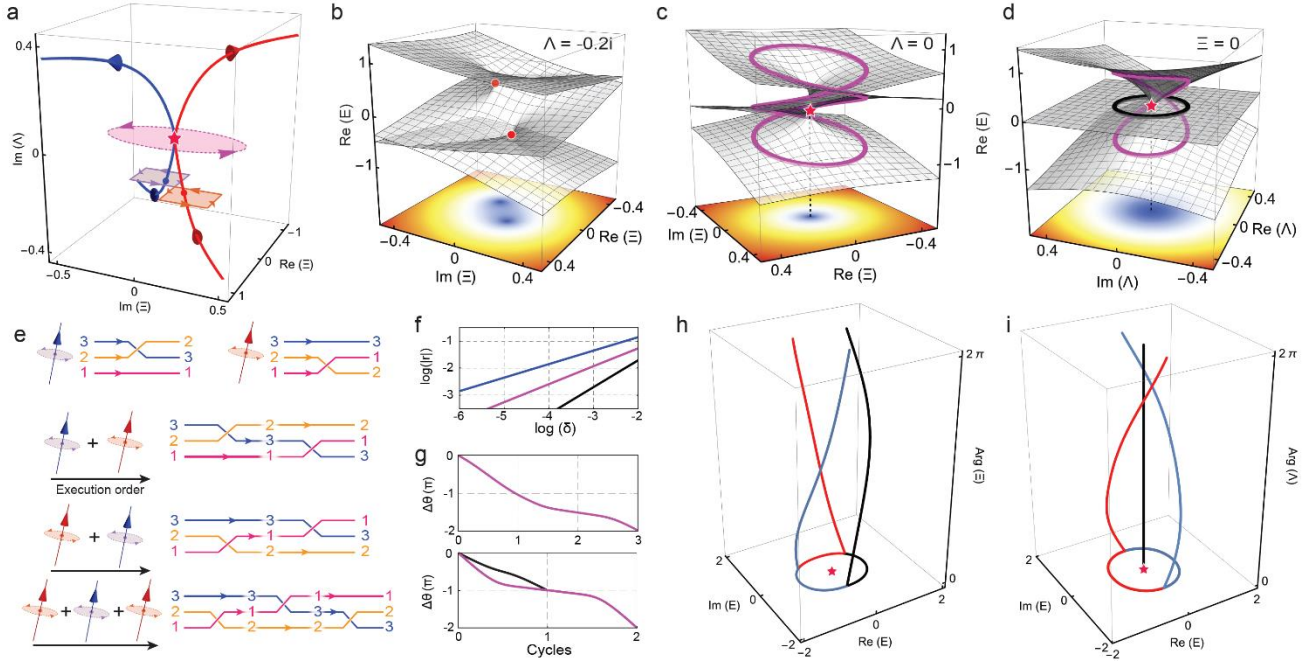 a
0.4
Im (Λ)
0
-0.4
-0.5
0
Im (Ξ)
0.5
1
0
Re (Ξ)
-1
b
Λ = -0.2i
1
Re (E)
0
-1
-0.4
0
Im (Ξ)
0.4
0.4
0
Re (Ξ)
-0.4
c
Λ = 0
1
0
Re (E)
-1
-0.4
Im (Ξ)
0
0.4
0.4
0
Re (Ξ)
-0.4
d
Ξ = 0
1
Re (E)
0
-1
0.4
0
Im (Λ)
-0.4
-0.4
0
Re (Λ)
0.4
e
3 2
2 3
1 1
3 3
2 1
1 2
+
Execution order
3 2 2
2 3 1
1 1 3
+
3 3 1
2 1 3
1 2 2
+ +
3 3 1 1
2 1 3 2
1 2 2 3
f
log(|r|)
-1
-2
-3
-6 -5 -4 -3 -2
log (δ)
g
Δθ (π)
0
-1
-2
0 1 2 3
Δθ (π)
0
-1
-2
0 1 2
Cycles
h
2π
Arg (Ξ)
0
2
Im (E)
0
-2
-2
0
Re (E)
2
i
2π
Arg (Λ)
0
2
Im (E)
0
-2
-2
0
Re (E)
2